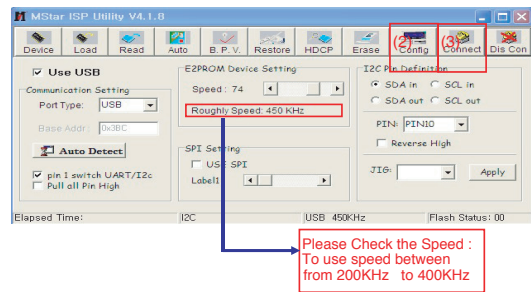 MStar ISP Utility V4.1.8
Device Load Read Auto B. P. V. Restore HDCP Erase Config Connect Dis Con
(2) (3)
Use USB
Communication Setting
Port Type: USB
Base Addr: 0x3BC
Auto Detect
pin 1 switch UART/I2c
Pull all Pin High
E2PROM Device Setting
Speed: 74
Roughly Speed: 450 KHz
SPI Setting
USE SPI
Label1
I2C Pin Definition
SDA in SCL in
SDA out SCL out
PIN: PIN10
Reverse High
JIG: Apply
Elapsed Time: I2C USB 450KHz Flash Status: 00
Please Check the Speed :
To use speed between
from 200KHz to 400KHz